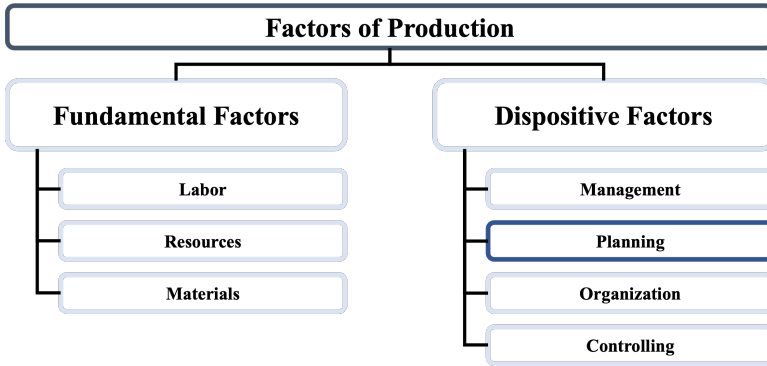 Factors of Production
Fundamental Factors
Labor
Resources
Materials
Dispositive Factors
Management
Planning
Organization
Controlling